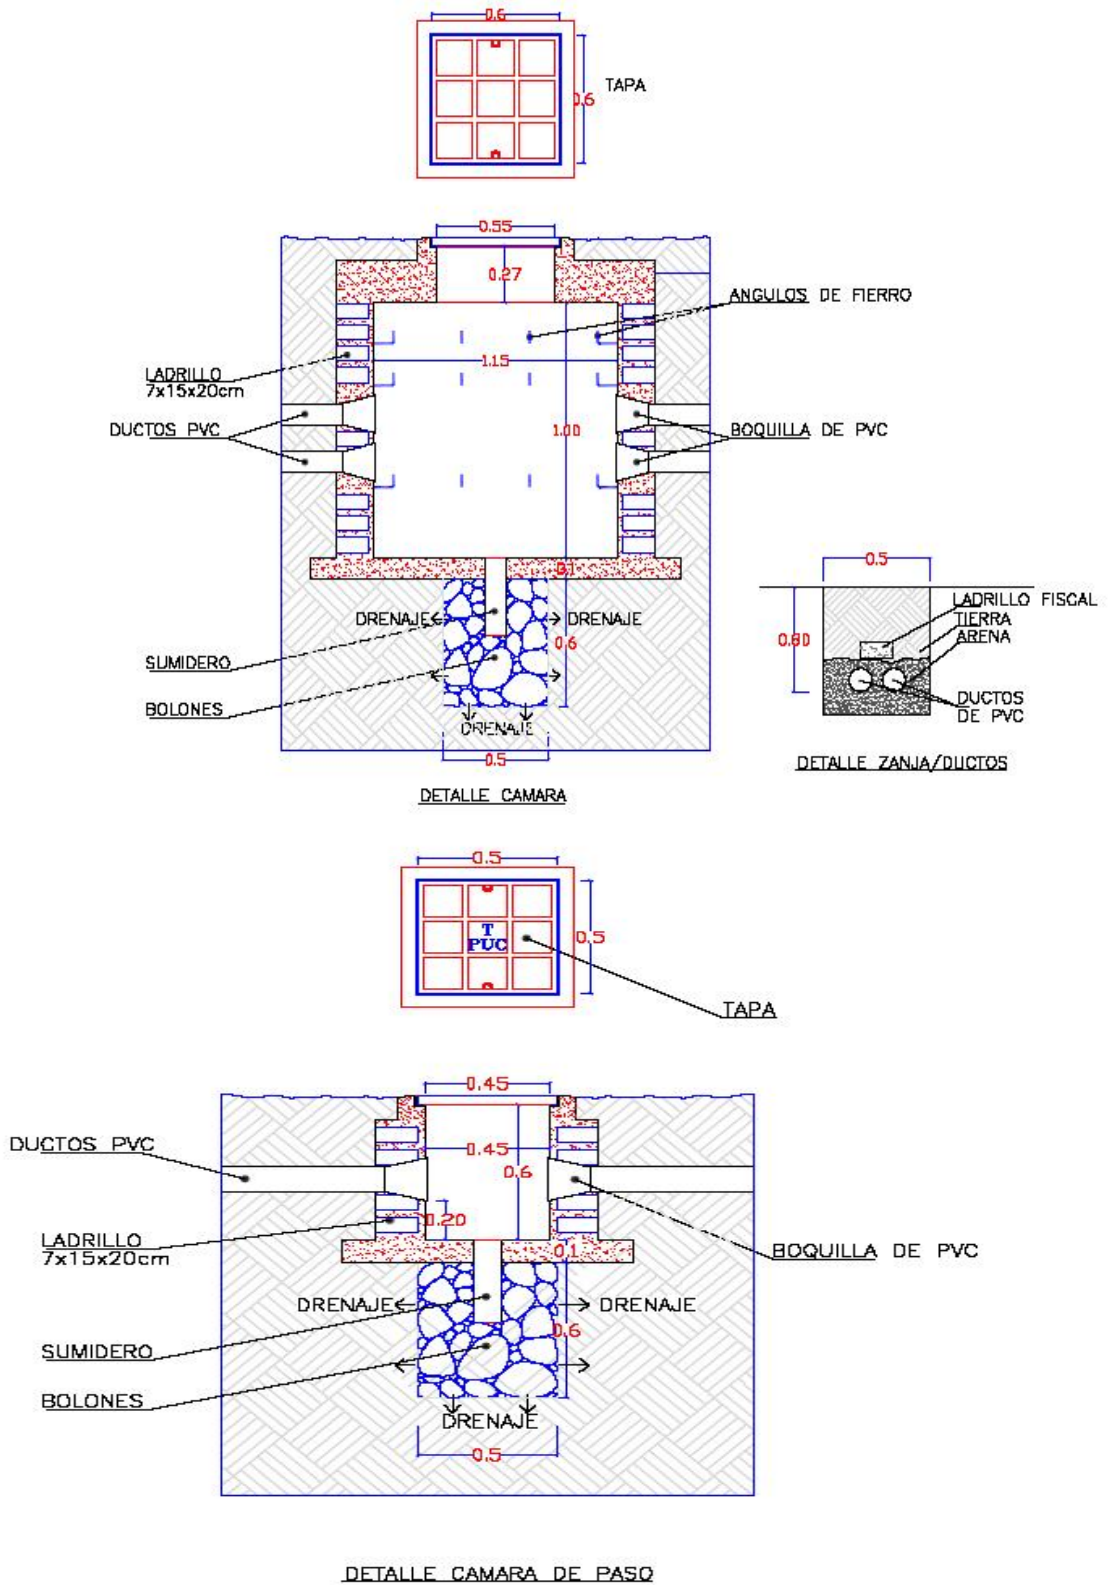 0.6
TAPA
0.6
0.55
0.27
ANGULOS DE FIERRO
1.15
LADRILLO
7x15x20cm
DUCTOS PVC
1.00
BOQUILLA DE PVC
0.1
DRENAJE
DRENAJE
0.6
SUMIDERO
BOLONES
DRENAJE
0.5
DETALLE CAMARA
0.5
LADRILLO FISCAL
TIERRA
ARENA
0.60
DUCTOS
DE PVC
DETALLE ZANJA/DUCTOS
0.5
T
PUC
0.5
TAPA
0.45
DUCTOS PVC
0.45
0.6
0.20
LADRILLO
7x15x20cm
0.1
BOQUILLA DE PVC
DRENAJE
DRENAJE
0.6
SUMIDERO
BOLONES
DRENAJE
0.5
DETALLE CAMARA DE PASO